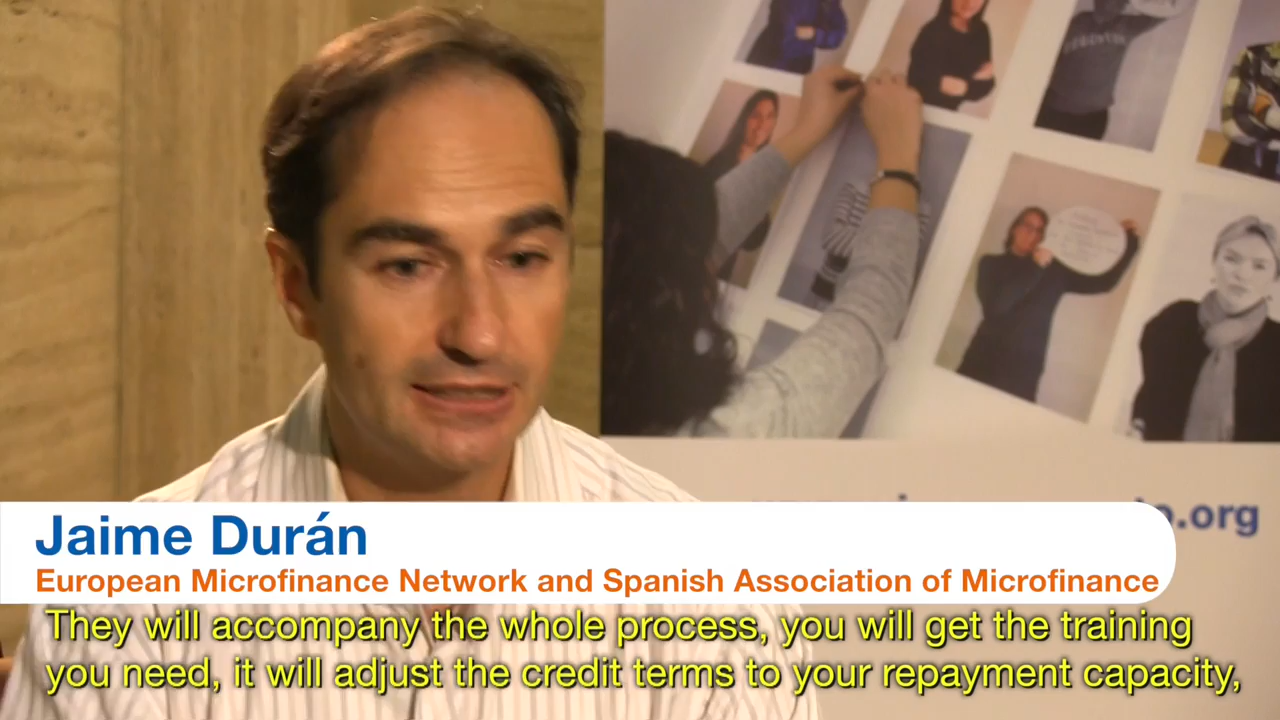 .org
Jaime Durán
European Microfinance Network and Spanish Association of Microfinance
They will accompany the whole process, you will get the training
you need, it will adjust the credit terms to your repayment capacity,